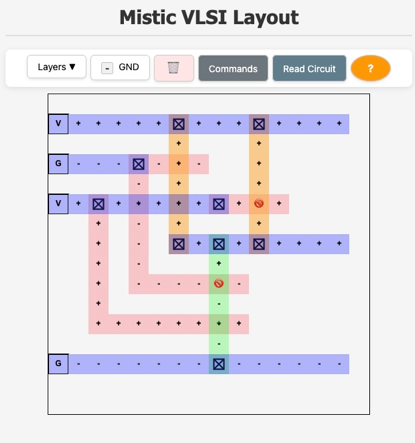 Mistic VLSI Layout
Layers ▼
- GND
Commands
Read Circuit
?
V + + + + + ☒ + + + ☒ + + + +
+ +
G - - - ☒ - + -
- + +
V + ☒ + + + + + ☒ + 🚫 +
+ - + +
+ - ☒ + ☒ + ☒ + + + +
+ - +
+ - - - - 🚫 -
+ -
+ + + + + + + +
-
G - - - - - - - ☒ - - - - - -